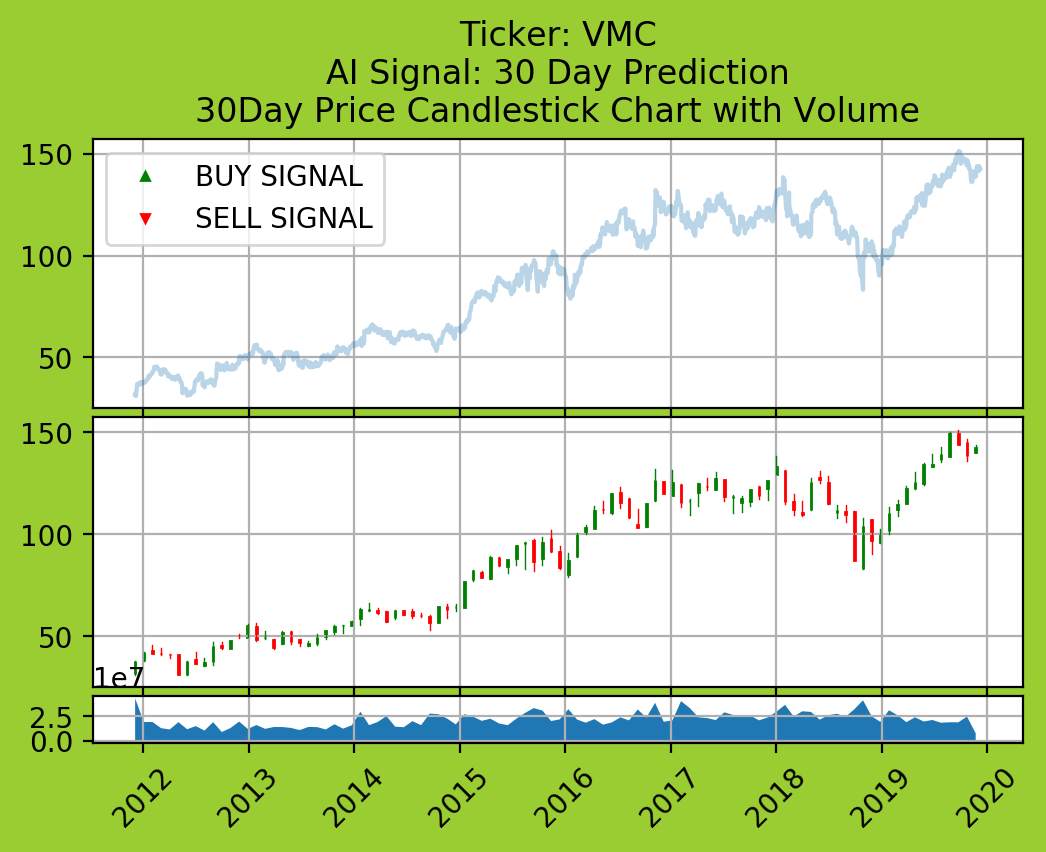 Ticker: VMC
AI Signal: 30 Day Prediction
30Day Price Candlestick Chart with Volume
150
100
50
BUY SIGNAL
SELL SIGNAL
150
100
50
1e7
2.5
0.0
2012
2013
2014
2015
2016
2017
2018
2019
2020